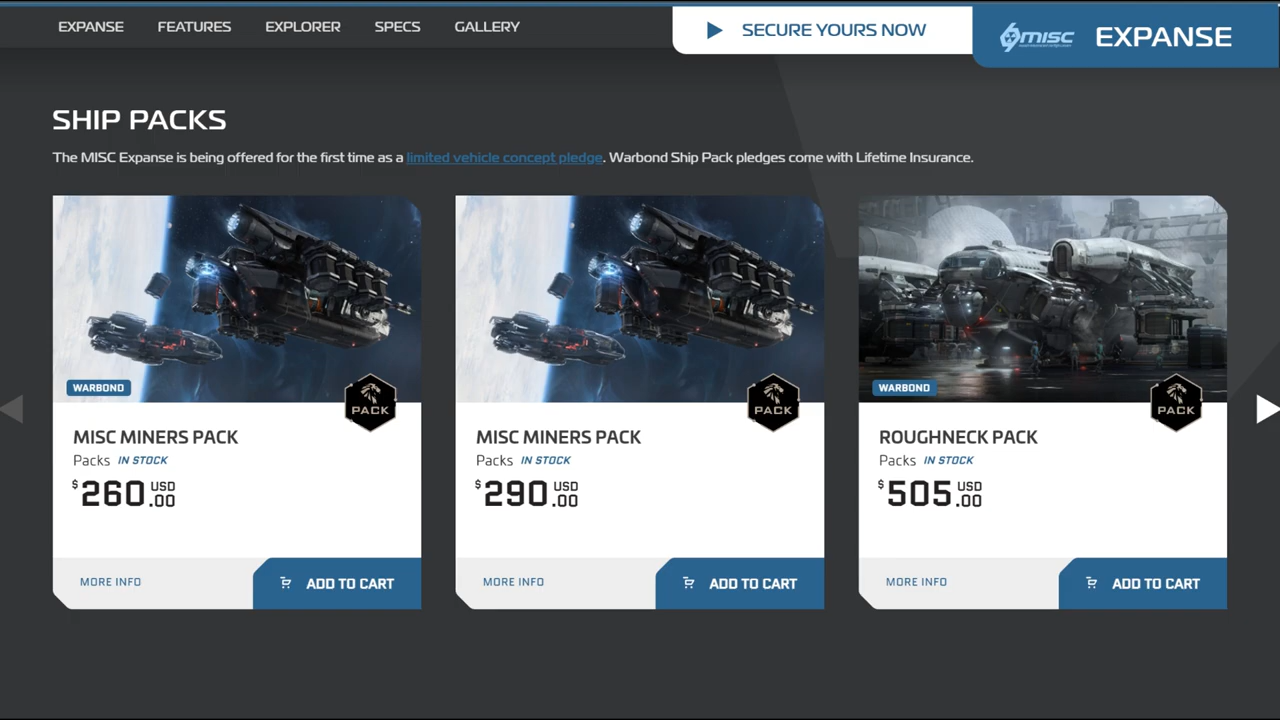 EXPANSE FEATURES EXPLORER SPECS GALLERY
SECURE YOURS NOW
misc EXPANSE
SHIP PACKS
The MISC Expanse is being offered for the first time as a limited vehicle concept pledge. Warbond Ship Pack pledges come with Lifetime Insurance.
WARBOND
PACK
MISC MINERS PACK
Packs IN STOCK
$260.00 USD
MORE INFO
ADD TO CART
PACK
MISC MINERS PACK
Packs IN STOCK
$290.00 USD
MORE INFO
ADD TO CART
WARBOND
PACK
ROUGHNECK PACK
Packs IN STOCK
$505.00 USD
MORE INFO
ADD TO CART